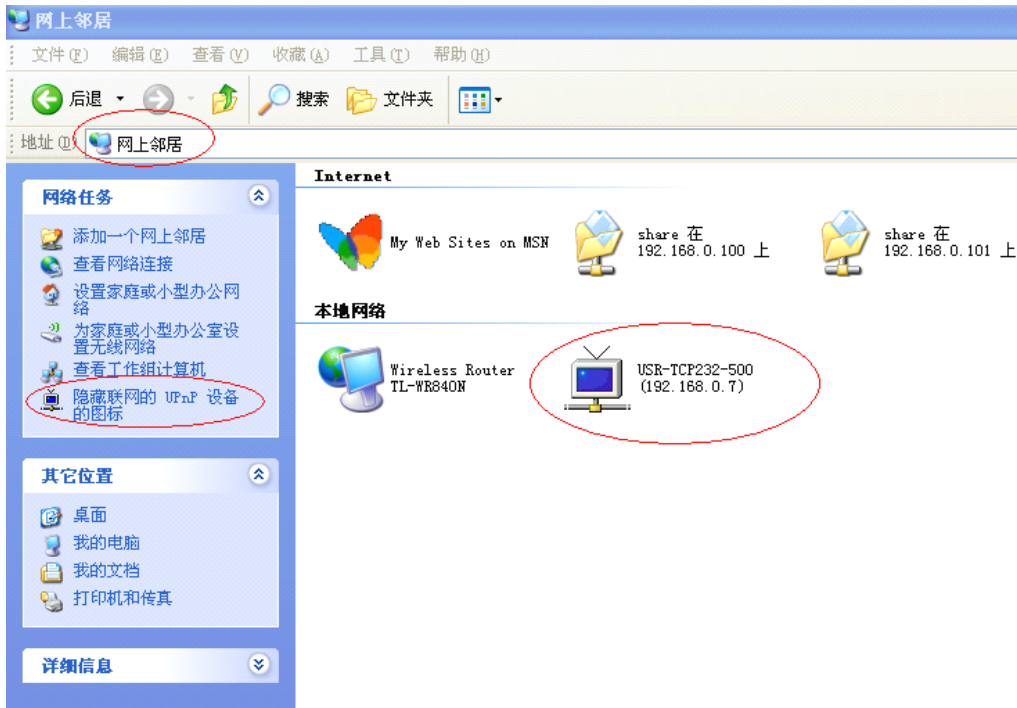 网上邻居
文件(F) 编辑(E) 查看(V) 收藏(A) 工具(T) 帮助(H)
后退 搜索 文件夹
地址(D) 网上邻居
网络任务
添加一个网上邻居
查看网络连接
设置家庭或小型办公网
络
为家庭或小型办公室设
置无线网络
查看工作组计算机
隐藏联网的 UPnP 设备
的图标
其它位置
桌面
我的电脑
我的文档
打印机和传真
详细信息
Internet
My Web Sites on MSN
share 在
192.168.0.100 上
share 在
192.168.0.101 上
本地网络
Wireless Router
TL-WR840N
USR-TCP232-500
(192.168.0.7)